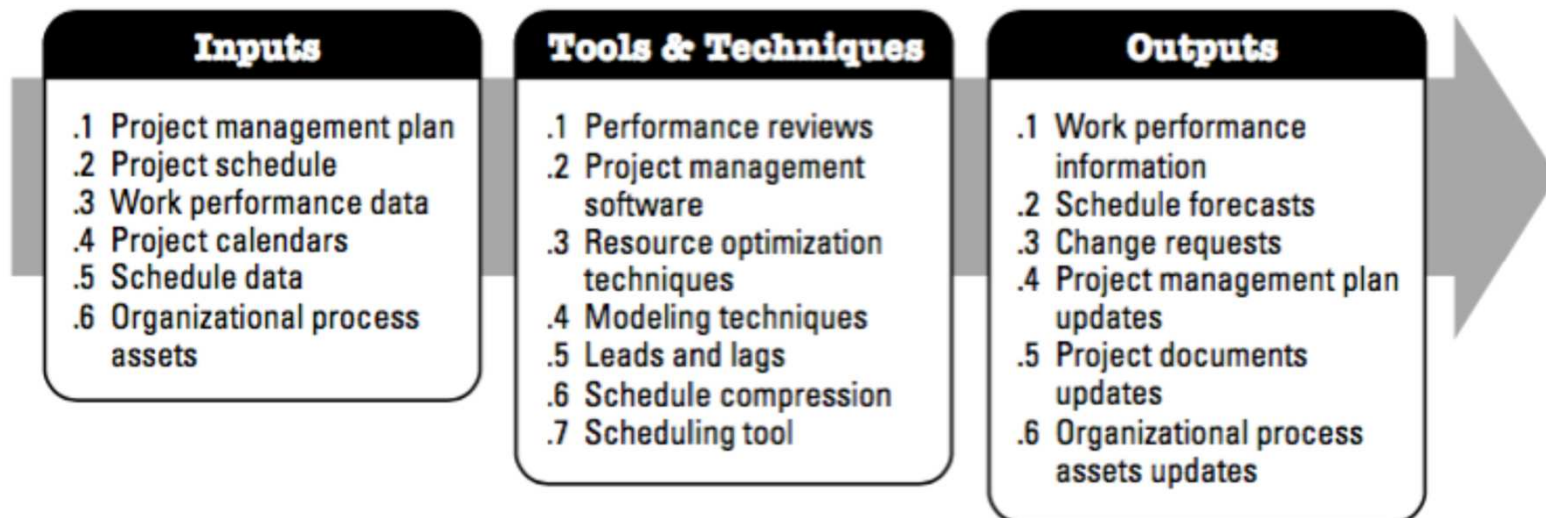 Inputs
.1 Project management plan
.2 Project schedule
.3 Work performance data
.4 Project calendars
.5 Schedule data
.6 Organizational process
assets
Tools & Techniques
.1 Performance reviews
.2 Project management
software
.3 Resource optimization
techniques
.4 Modeling techniques
.5 Leads and lags
.6 Schedule compression
.7 Scheduling tool
Outputs
.1 Work performance
information
.2 Schedule forecasts
.3 Change requests
.4 Project management plan
updates
.5 Project documents
updates
.6 Organizational process
assets updates